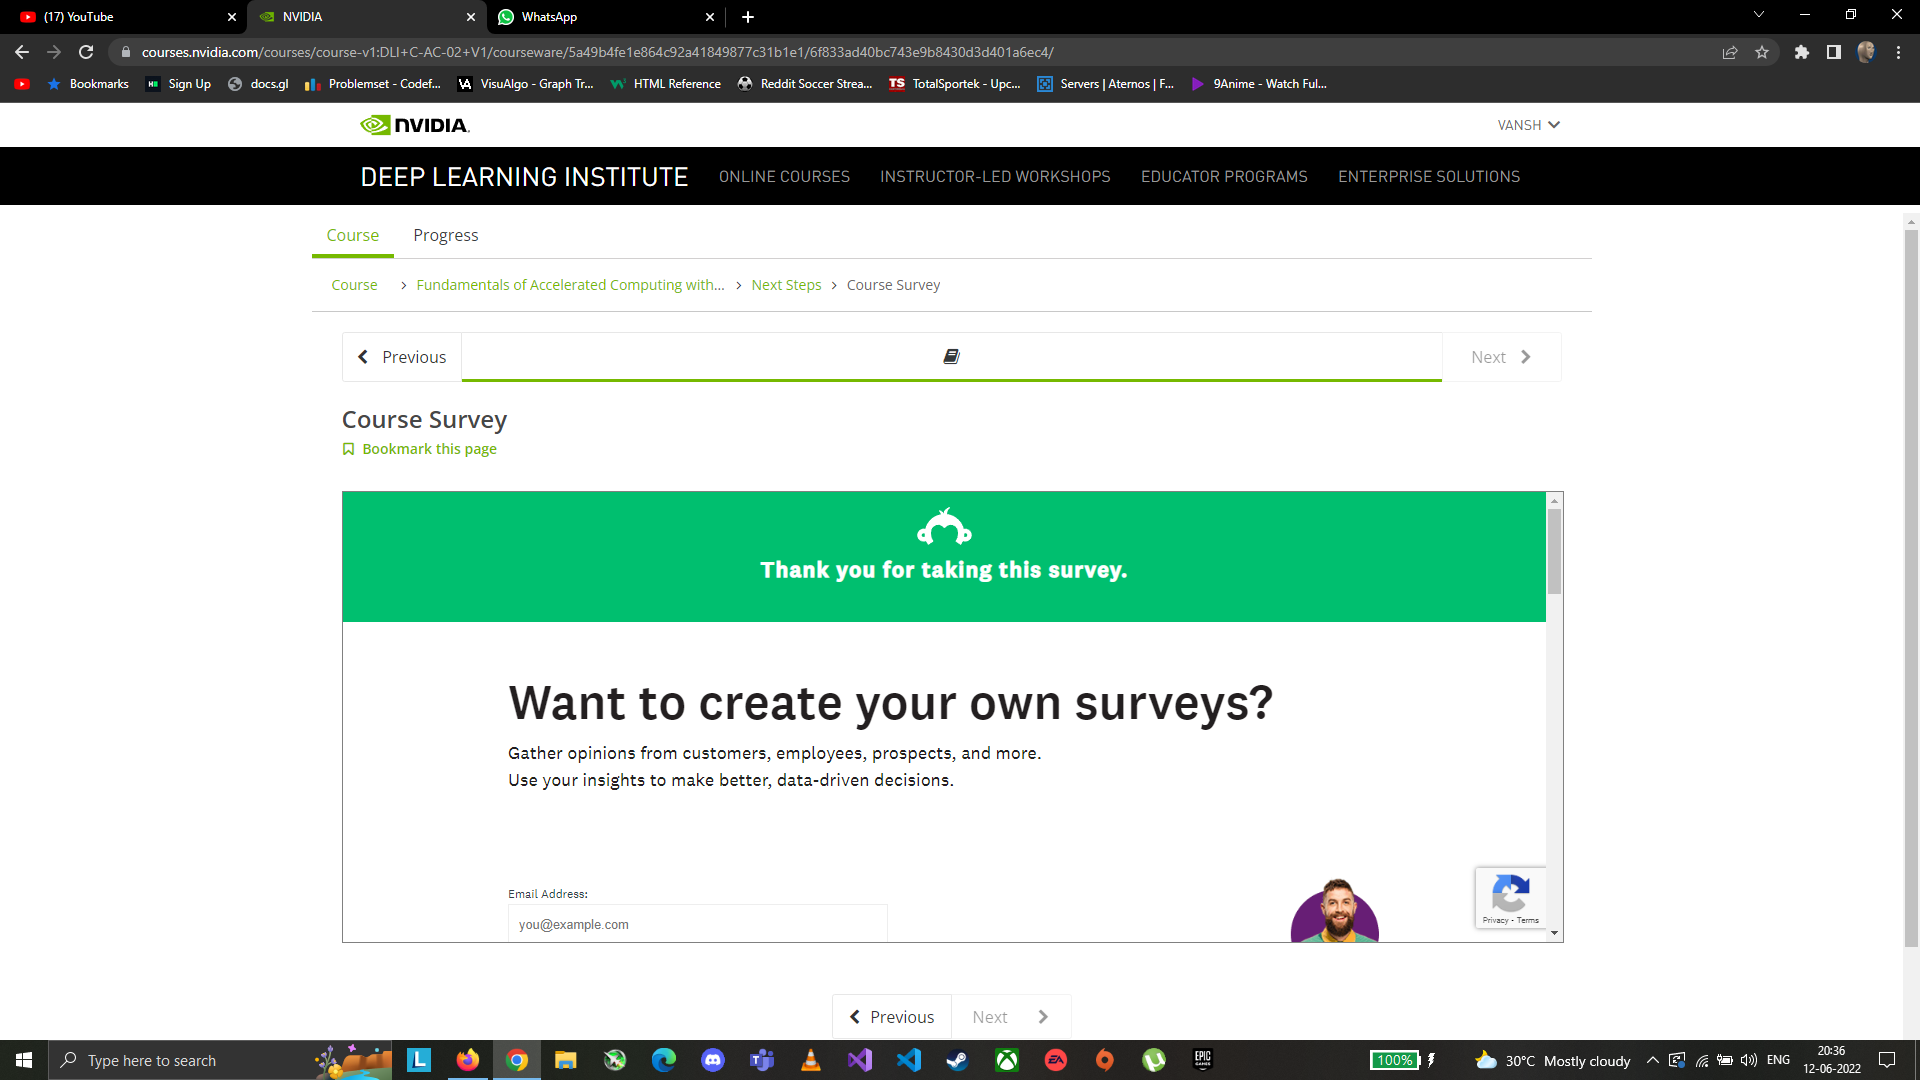 (17) YouTube
NVIDIA
WhatsApp
courses.nvidia.com/courses/course-v1:DLI+C-AC-02+V1/courseware/5a49b4fe1e864c92a41849877c31b1e1/6f833ad40bc743e9b8430d3d401a6ec4/
Bookmarks
Sign Up
docs.gl
Problemset - Codef...
VisuAlgo - Graph Tr...
HTML Reference
Reddit Soccer Strea...
TS TotalSportek - Upc...
Servers | Aternos | F...
9Anime - Watch Ful...
NVIDIA.
VANSH
DEEP LEARNING INSTITUTE
ONLINE COURSES
INSTRUCTOR-LED WORKSHOPS
EDUCATOR PROGRAMS
ENTERPRISE SOLUTIONS
Course
Progress
Course > Fundamentals of Accelerated Computing with... > Next Steps > Course Survey
Previous
Next
Course Survey
Bookmark this page
Thank you for taking this survey.
Want to create your own surveys?
Gather opinions from customers, employees, prospects, and more.
Use your insights to make better, data-driven decisions.
Email Address:
you@example.com
Privacy - Terms
Previous
Next
Type here to search
L
EA
EPIC
GAMES
100%
30°C Mostly cloudy
ENG
20:36
12-06-2022